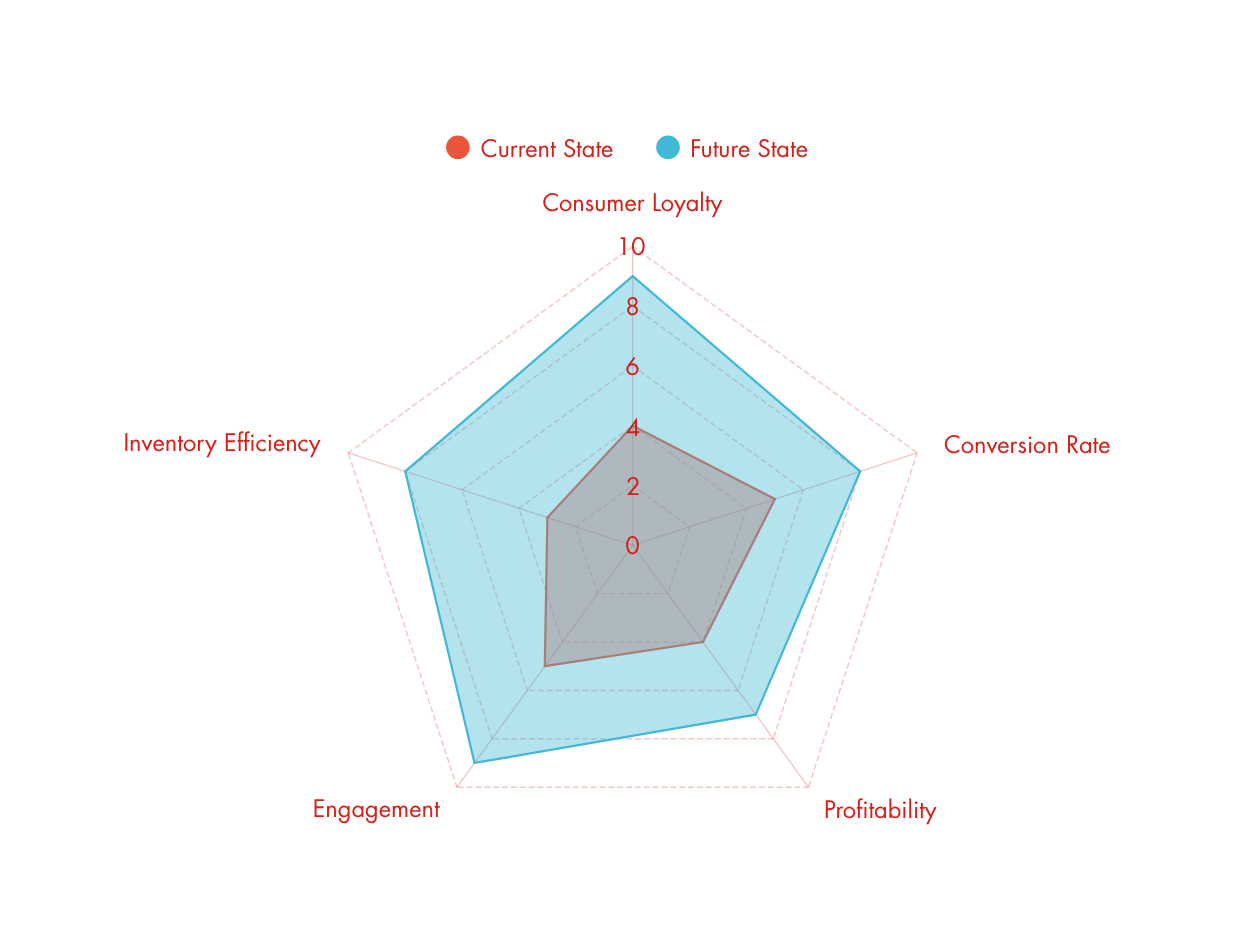 Current State
Future State
Consumer Loyalty
10
8
6
4
2
0
Inventory Efficiency
Conversion Rate
Engagement
Profitability